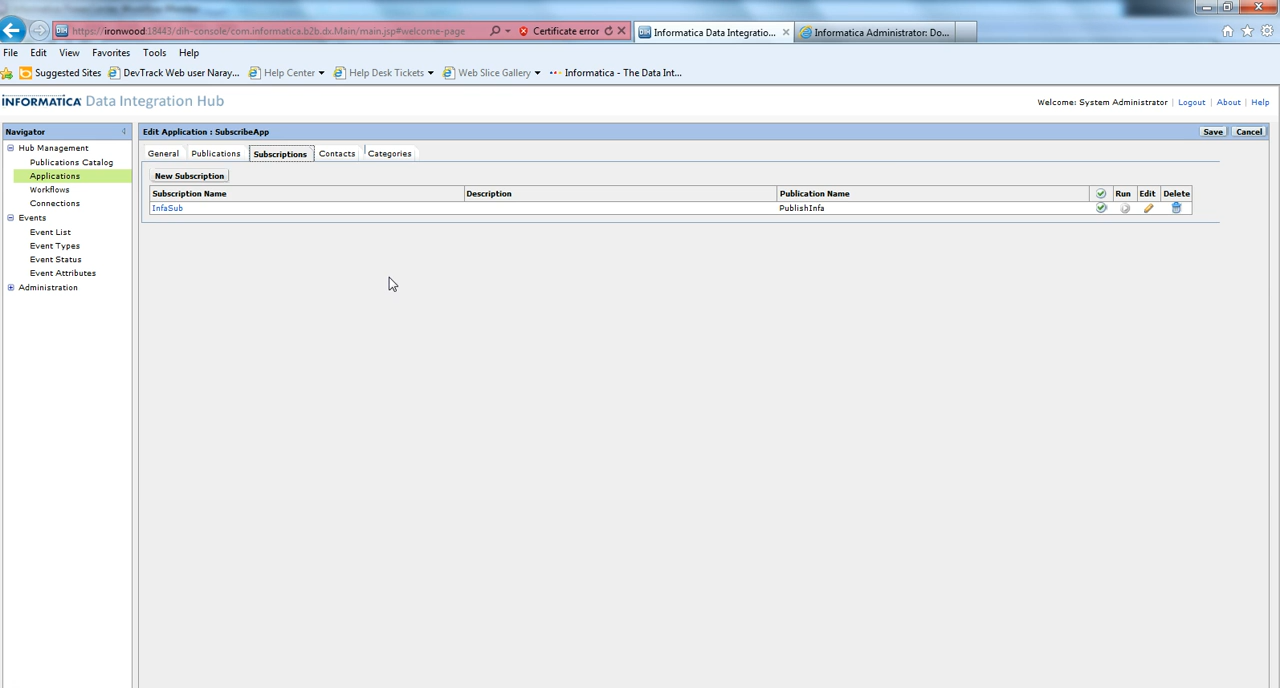 https://ironwood:18443/dih-console/com.informatica.b2b.dx.Main/main.jsp#welcome-page
Certificate error
Informatica Data Integratio...
Informatica Administrator: Do...
File Edit View Favorites Tools Help
Suggested Sites DevTrack Web user Naray... Help Center Help Desk Tickets Web Slice Gallery Informatica - The Data Int...
INFORMATICA Data Integration Hub
Welcome: System Administrator | Logout | About | Help
Navigator
Hub Management
Publications Catalog
Applications
Workflows
Connections
Events
Event List
Event Types
Event Status
Event Attributes
Administration
Edit Application : SubscribeApp
Save Cancel
General Publications Subscriptions Contacts Categories
New Subscription
Subscription Name Description Publication Name Run Edit Delete
InfaSub PublishInfa